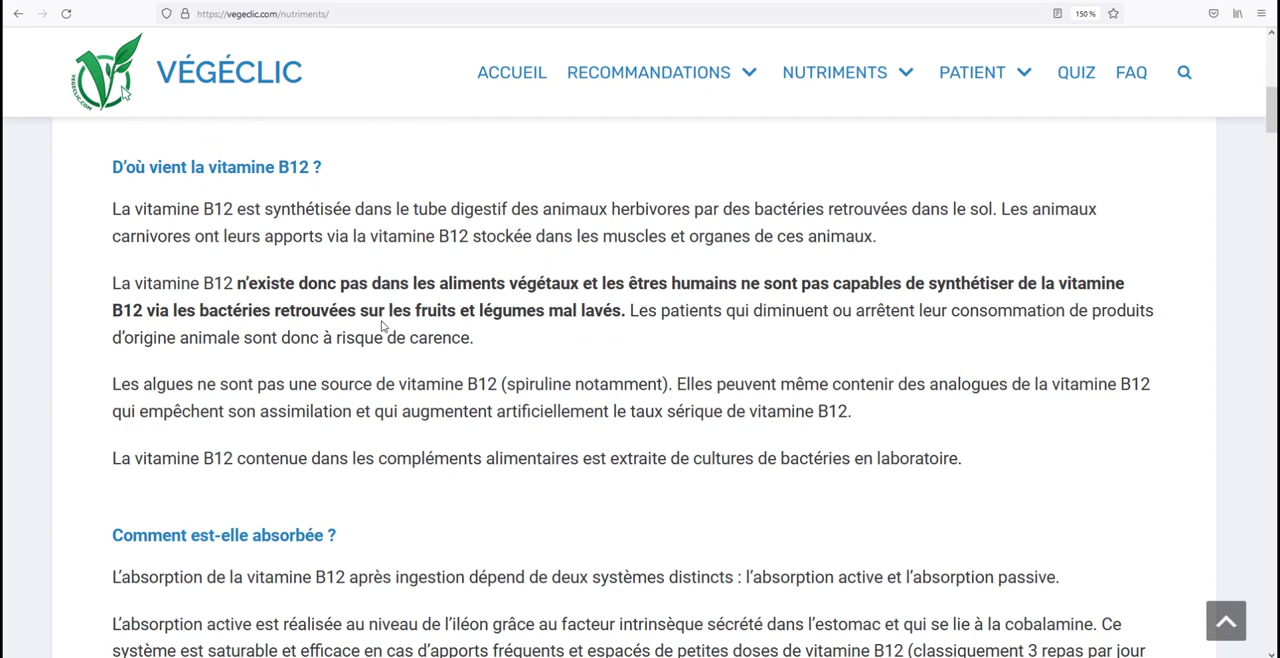 https://vegeclic.com/nutriments/
150 %
VÉGÉCLIC
VEGECLIC.COM
ACCUEIL RECOMMANDATIONS NUTRIMENTS PATIENT QUIZ FAQ
D’où vient la vitamine B12 ?
La vitamine B12 est synthétisée dans le tube digestif des animaux herbivores par des bactéries retrouvées dans le sol. Les animaux
carnivores ont leurs apports via la vitamine B12 stockée dans les muscles et organes de ces animaux.
La vitamine B12 n’existe donc pas dans les aliments végétaux et les êtres humains ne sont pas capables de synthétiser de la vitamine
B12 via les bactéries retrouvées sur les fruits et légumes mal lavés. Les patients qui diminuent ou arrêtent leur consommation de produits
d’origine animale sont donc à risque de carence.
Les algues ne sont pas une source de vitamine B12 (spiruline notamment). Elles peuvent même contenir des analogues de la vitamine B12
qui empêchent son assimilation et qui augmentent artificiellement le taux sérique de vitamine B12.
La vitamine B12 contenue dans les compléments alimentaires est extraite de cultures de bactéries en laboratoire.
Comment est-elle absorbée ?
L’absorption de la vitamine B12 après ingestion dépend de deux systèmes distincts : l’absorption active et l’absorption passive.
L’absorption active est réalisée au niveau de l’iléon grâce au facteur intrinsèque sécrété dans l’estomac et qui se lie à la cobalamine. Ce
système est saturable et efficace en cas d’apports fréquents et espacés de petites doses de vitamine B12 (classiquement 3 repas par jour